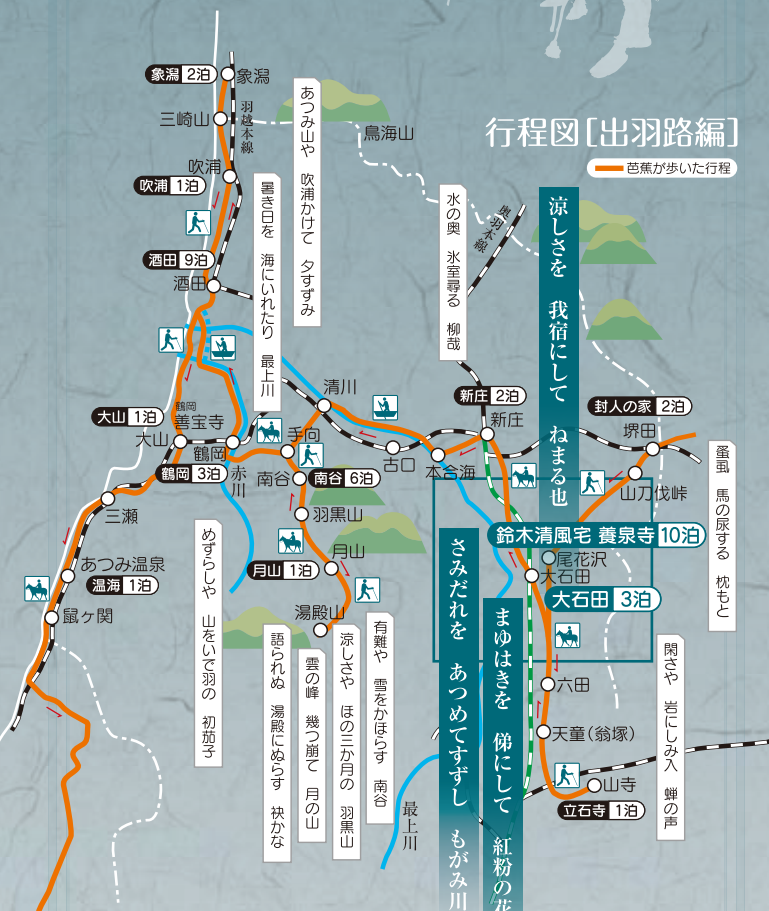 行程図［出羽路編］
芭蕉が歩いた行程
象潟 2泊
象潟
三崎山
羽越本線
吹浦
吹浦 1泊
酒田 9泊
酒田
鳥海山
あつみ山や 吹浦かけて 夕すずみ
暑き日を 海にいれたり 最上川
水の奥 氷室尋る 柳哉
奥羽本線
涼しさを 我宿にして ねまる也
大山 1泊
鶴岡
善宝寺
大山
鶴岡
鶴岡 3泊
赤川
清川
手向
南谷
南谷 6泊
羽黒山
古口
本合海
新庄 2泊
新庄
封人の家 2泊
堺田
山刀伐峠
蚤虱 馬の尿する 枕もと
三瀬
あつみ温泉
温海 1泊
鼠ヶ関
めずらしや 山をいで羽の 初茄子
月山
月山 1泊
湯殿山
語られぬ 湯殿にぬらす 袂かな
雲の峰 幾つ崩て 月の山
涼しさや ほの三か月の 羽黒山
有難や 雪をかほらす 南谷
最上川
鈴木清風宅 養泉寺 10泊
尾花沢
大石田
大石田 3泊
さみだれを あつめてすずし もがみ川
まゆはきを 俤にして 紅粉の花
六田
天童（翁塚）
山寺
立石寺 1泊
閑さや 岩にしみ入 蝉の声